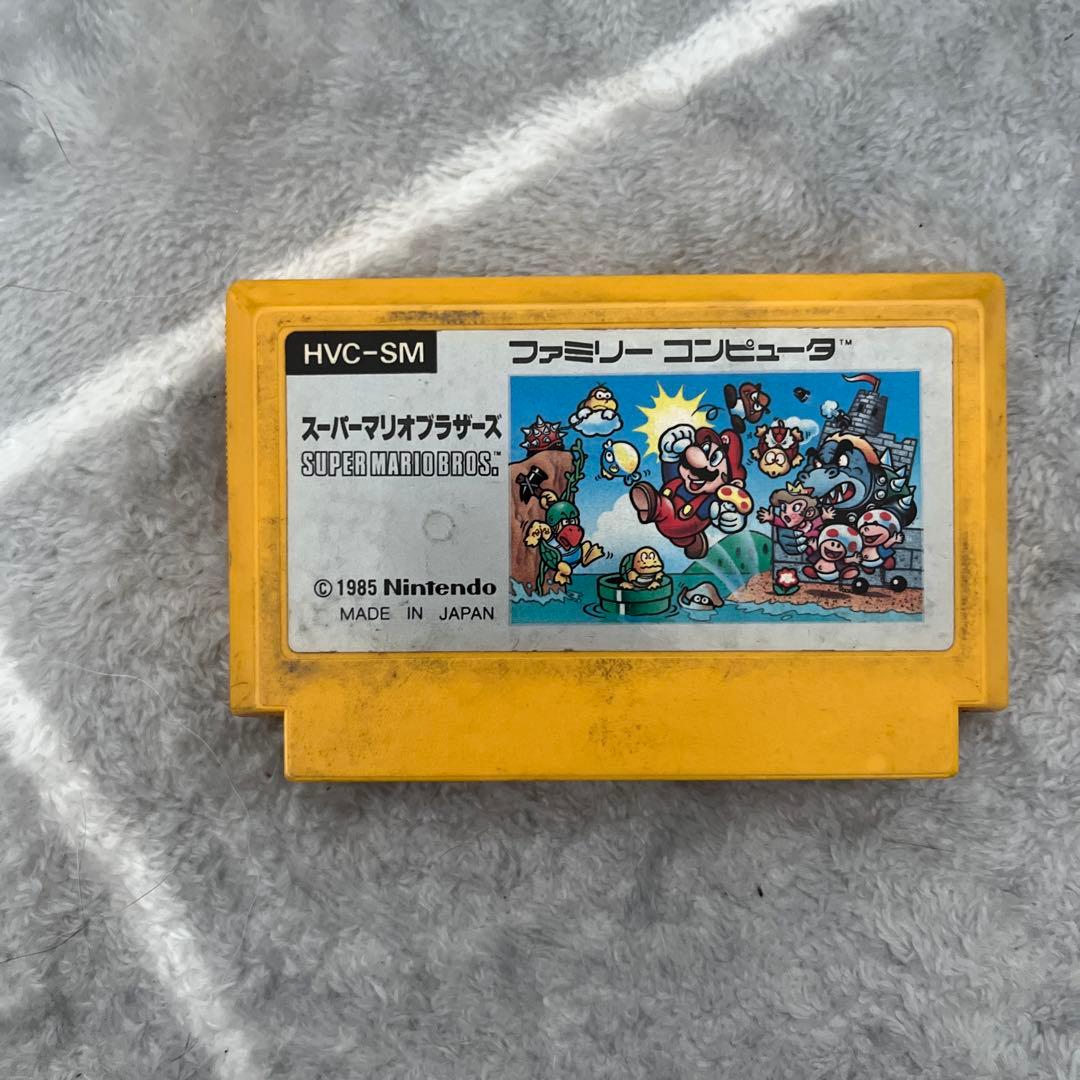 HVC-SM
ファミリー コンピュータ™
スーパーマリオブラザーズ
SUPER MARIO BROS.™
© 1985 Nintendo
MADE IN JAPAN